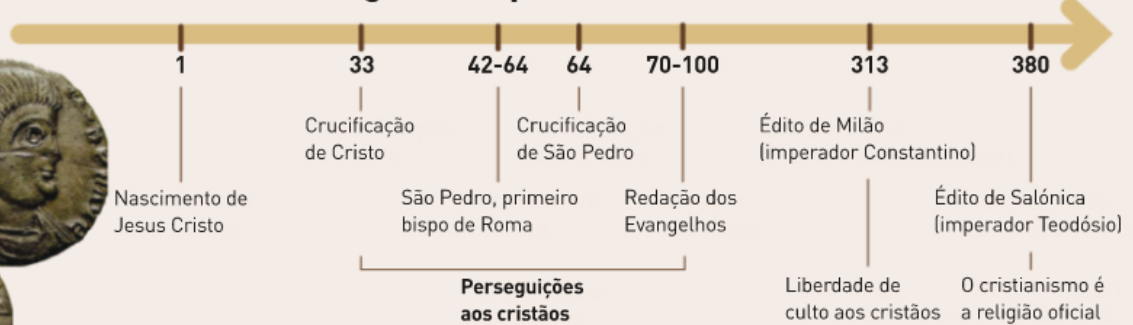 1
33
42-64
64
70-100
313
380
Crucificação
de Cristo
Crucificação
de São Pedro
Édito de Milão
(imperador Constantino)
Nascimento de
Jesus Cristo
São Pedro, primeiro
bispo de Roma
Redação dos
Evangelhos
Édito de Salónica
(imperador Teodósio)
Perseguições
aos cristãos
Liberdade de
culto aos cristãos
O cristianismo é
a religião oficial